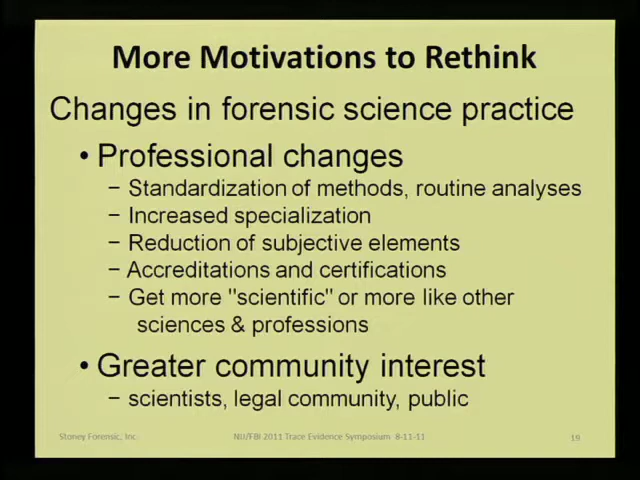 More Motivations to Rethink
Changes in forensic science practice
• Professional changes
– Standardization of methods, routine analyses
– Increased specialization
– Reduction of subjective elements
– Accreditations and certifications
– Get more "scientific" or more like other
sciences & professions
• Greater community interest
– scientists, legal community, public
Stoney Forensic, Inc.
NIJ/FBI 2011 Trace Evidence Symposium 8-11-11
19